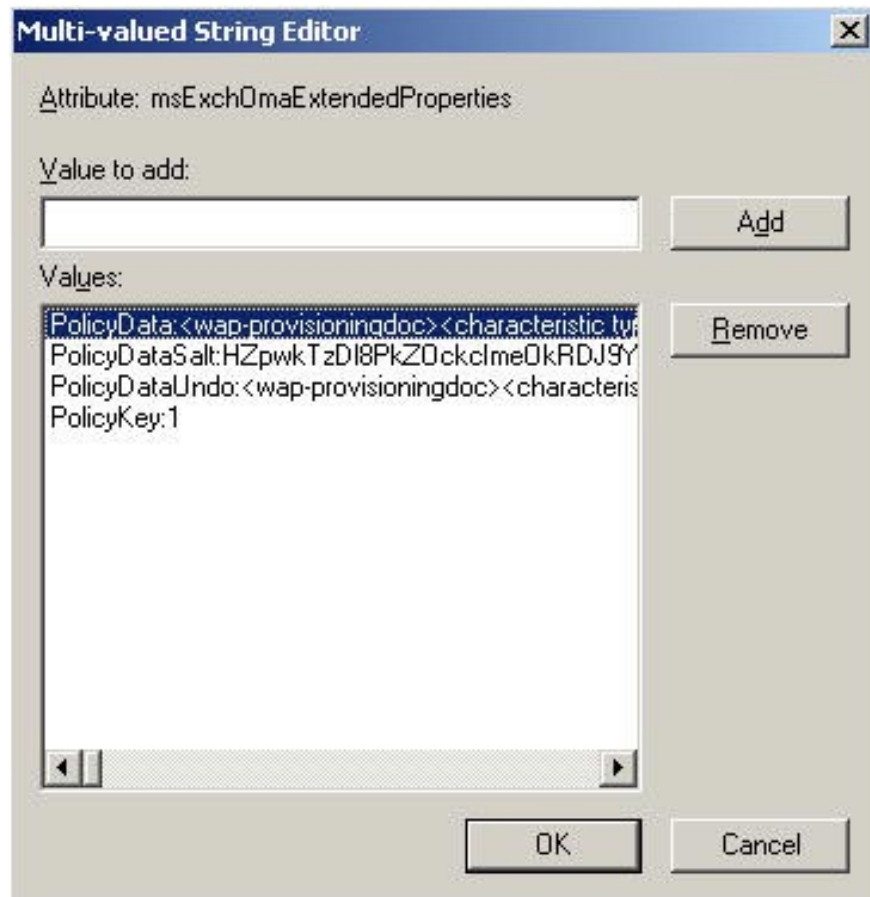 Multi-valued String Editor
Attribute: msExchOmaExtendedProperties
Value to add:
Add
Values:
PolicyData:<wap-provisioningdoc><characteristic
Remove
PolicyDataSalt:
PolicyDataUndo:<wap-provisioningdoc><characteris
PolicyKey:1
OK
Cancel